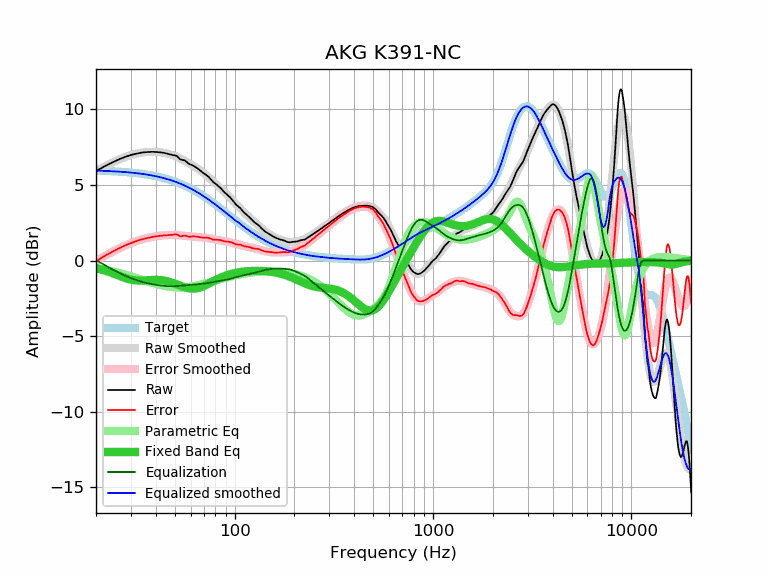 AKG K391-NC
10
5
0
−5
−10
−15
Amplitude (dBr)
Target
Raw Smoothed
Error Smoothed
Raw
Error
Parametric Eq
Fixed Band Eq
Equalization
Equalized smoothed
100 1000 10000
Frequency (Hz)